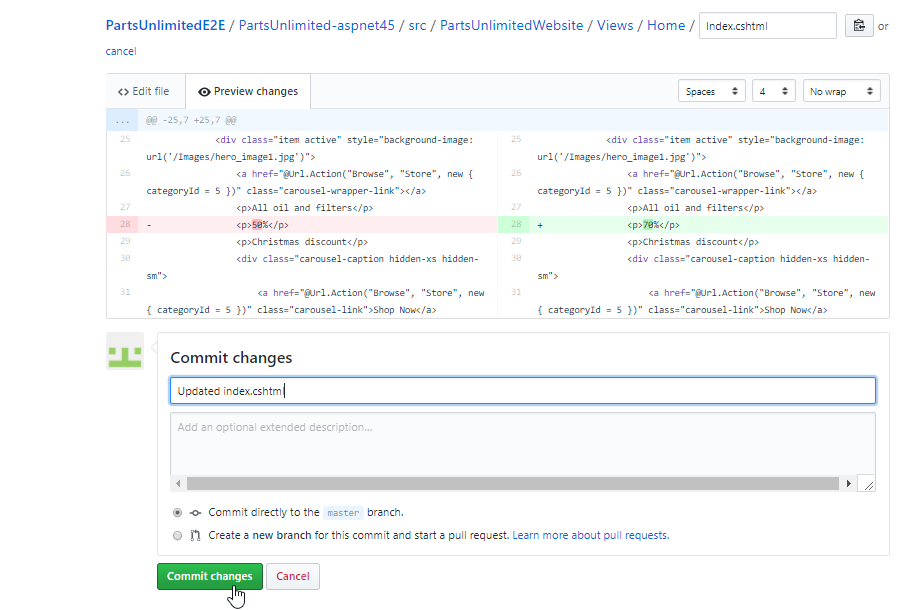 PartsUnlimitedE2E / PartsUnlimited-aspnet45 / src / PartsUnlimitedWebsite / Views / Home / Index.cshtml or
cancel
<> Edit file Preview changes Spaces 4 No wrap
... @@ -25,7 +25,7 @@
25 <div class="item active" style="background-image: 25 <div class="item active" style="background-image:
url('/Images/hero_image1.jpg')"> url('/Images/hero_image1.jpg')">
26 <a href="@Url.Action("Browse", "Store", new { 26 <a href="@Url.Action("Browse", "Store", new {
categoryId = 5 })" class="carousel-wrapper-link"></a> categoryId = 5 })" class="carousel-wrapper-link"></a>
27 <p>All oil and filters</p> 27 <p>All oil and filters</p>
28 - <p>50%</p> 28 + <p>70%</p>
29 <p>Christmas discount</p> 29 <p>Christmas discount</p>
30 <div class="carousel-caption hidden-xs hidden- 30 <div class="carousel-caption hidden-xs hidden-
sm"> sm">
31 <a href="@Url.Action("Browse", "Store", new 31 <a href="@Url.Action("Browse", "Store", new
{ categoryId = 5 })" class="carousel-link">Shop Now</a> { categoryId = 5 })" class="carousel-link">Shop Now</a>
Commit changes
Updated index.cshtml
Add an optional extended description...
Commit directly to the master branch.
Create a new branch for this commit and start a pull request. Learn more about pull requests.
Commit changes Cancel